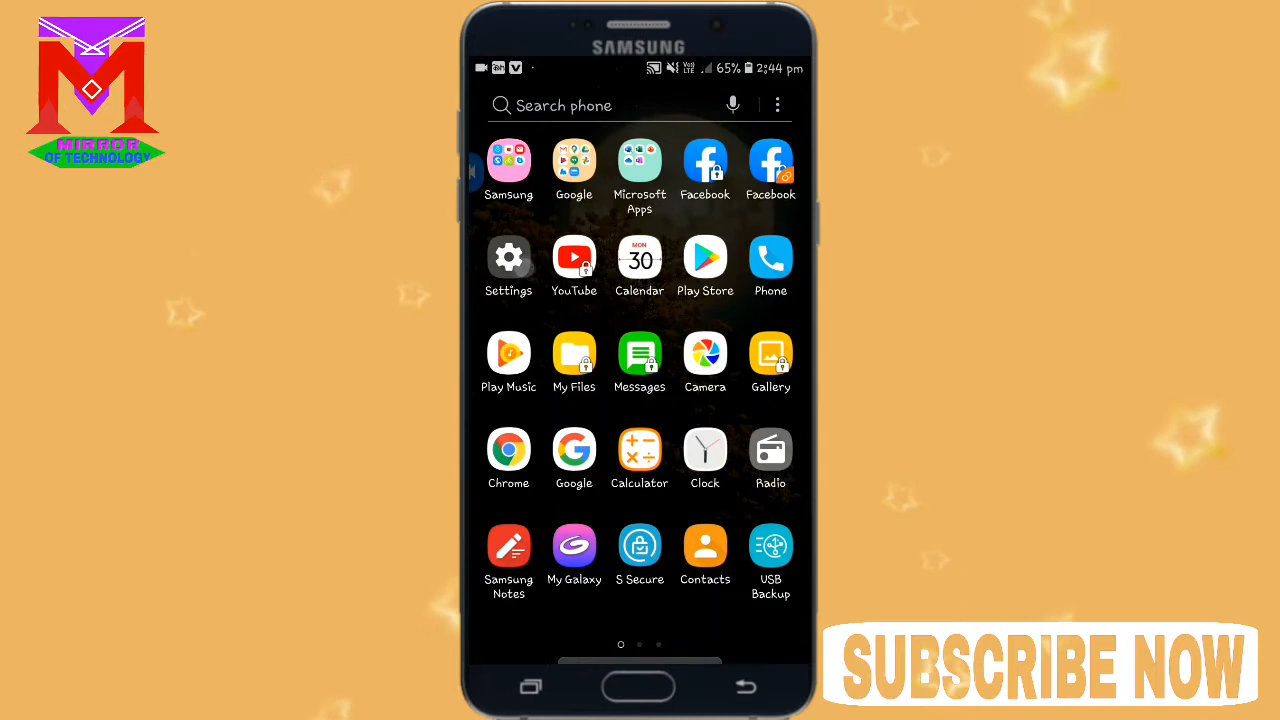 M
MIRROR
OF TECHNOLOGY
SAMSUNG
65% 2:44 pm
Search phone
Samsung Google Microsoft Apps Facebook Facebook
Settings YouTube Calendar Play Store Phone
MON
30
Play Music My Files Messages Camera Gallery
Chrome Google Calculator Clock Radio
Samsung Notes My Galaxy S Secure Contacts USB Backup
SUBSCRIBE NOW